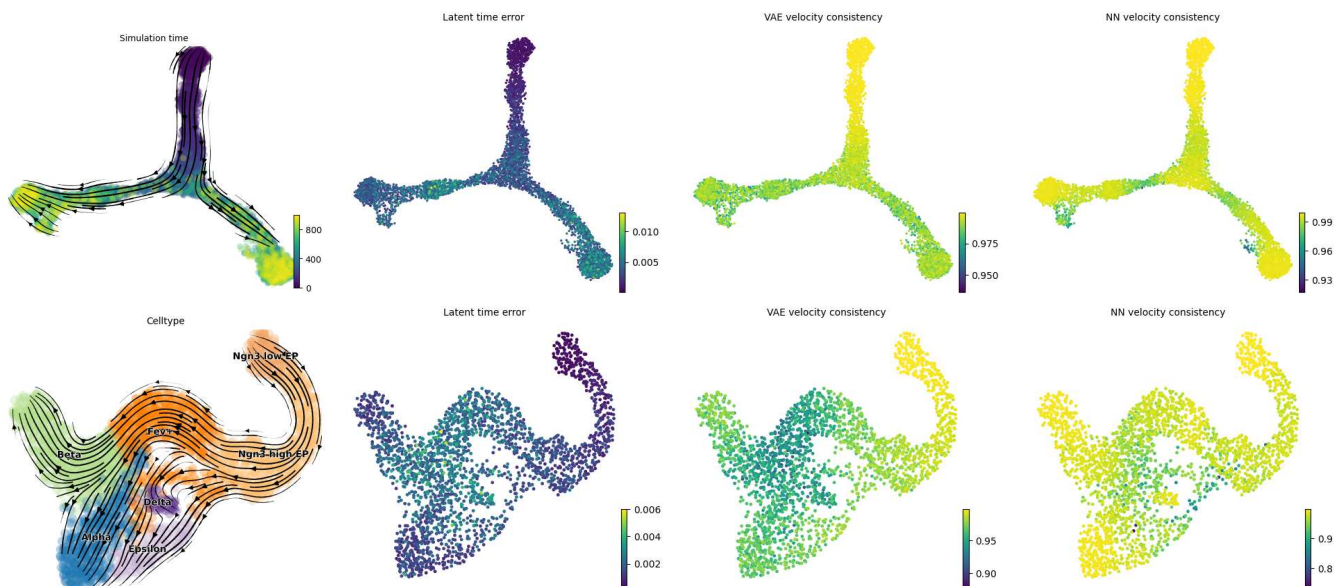 Simulation time
Latent time error
VAE velocity consistency
NN velocity consistency
800
400
0
0.010
0.005
0.975
0.950
0.99
0.96
0.93
Celltype
Latent time error
VAE velocity consistency
NN velocity consistency
Ngn3 low EP
Fev+
Beta
Ngn3 high EP
Delta
Alpha
Epsilon
0.006
0.004
0.002
0.95
0.90
0.9
0.8